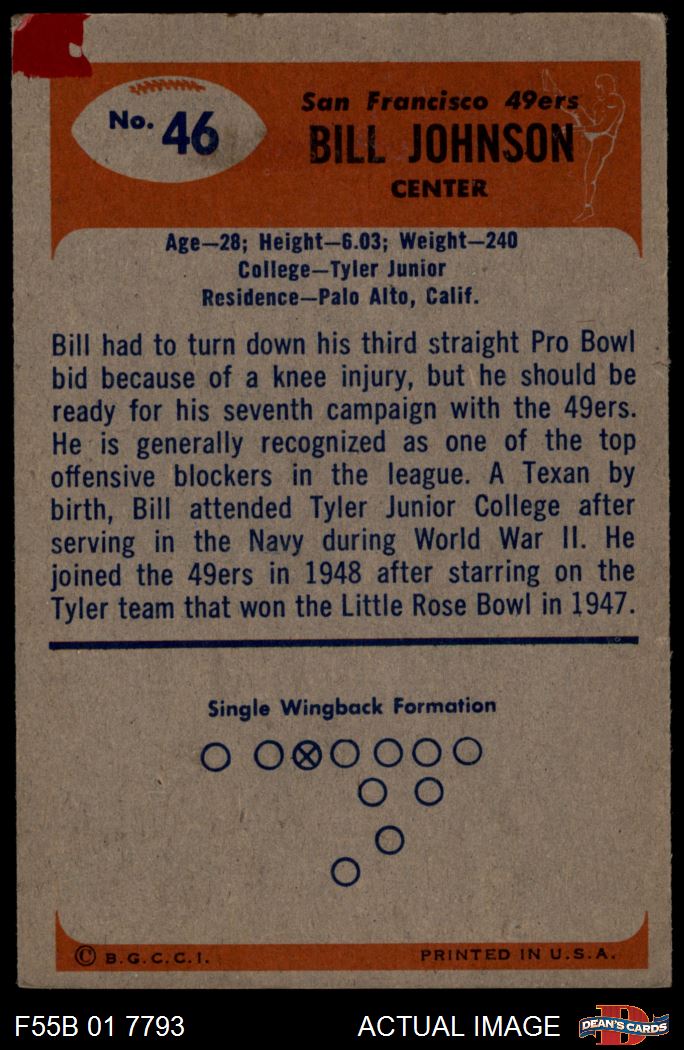 No. 46
San Francisco 49ers
BILL JOHNSON
CENTER
Age—28; Height—6.03; Weight—240
College—Tyler Junior
Residence—Palo Alto, Calif.
Bill had to turn down his third straight Pro Bowl
bid because of a knee injury, but he should be
ready for his seventh campaign with the 49ers.
He is generally recognized as one of the top
offensive blockers in the league. A Texan by
birth, Bill attended Tyler Junior College after
serving in the Navy during World War II. He
joined the 49ers in 1948 after starring on the
Tyler team that won the Little Rose Bowl in 1947.
Single Wingback Formation
© B.G.C.C.I. PRINTED IN U.S.A.
F55B 01 7793 ACTUAL IMAGE DEAN'S CARDS